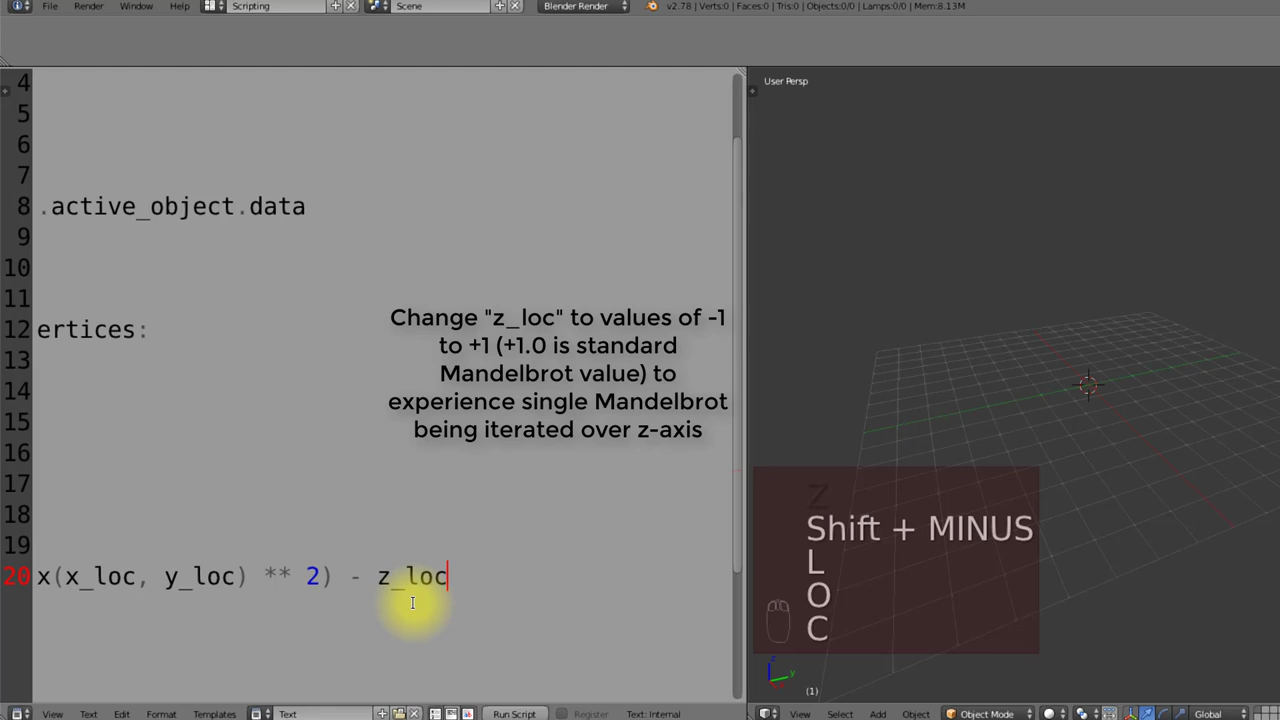 File Render Window Help Scripting Scene Blender Render v2.78 | Verts:0 | Faces:0 | Tris:0 | Objects:0/0 | Lamps:0/0 | Mem:8.13M
User Persp
4
5
6
7
8 .active_object.data
9
10
11
12 ertices:
13
14
15
16
17
18
19
20 x(x_loc, y_loc) ** 2) - z_loc
Change "z_loc" to values of -1
to +1 (+1.0 is standard
Mandelbrot value) to
experience single Mandelbrot
being iterated over z-axis
Z
Shift + MINUS
L
O
C
z
y
(1)
View Text Edit Format Templates Text Run Script Register Text: Internal
View Select Add Object Object Mode Global